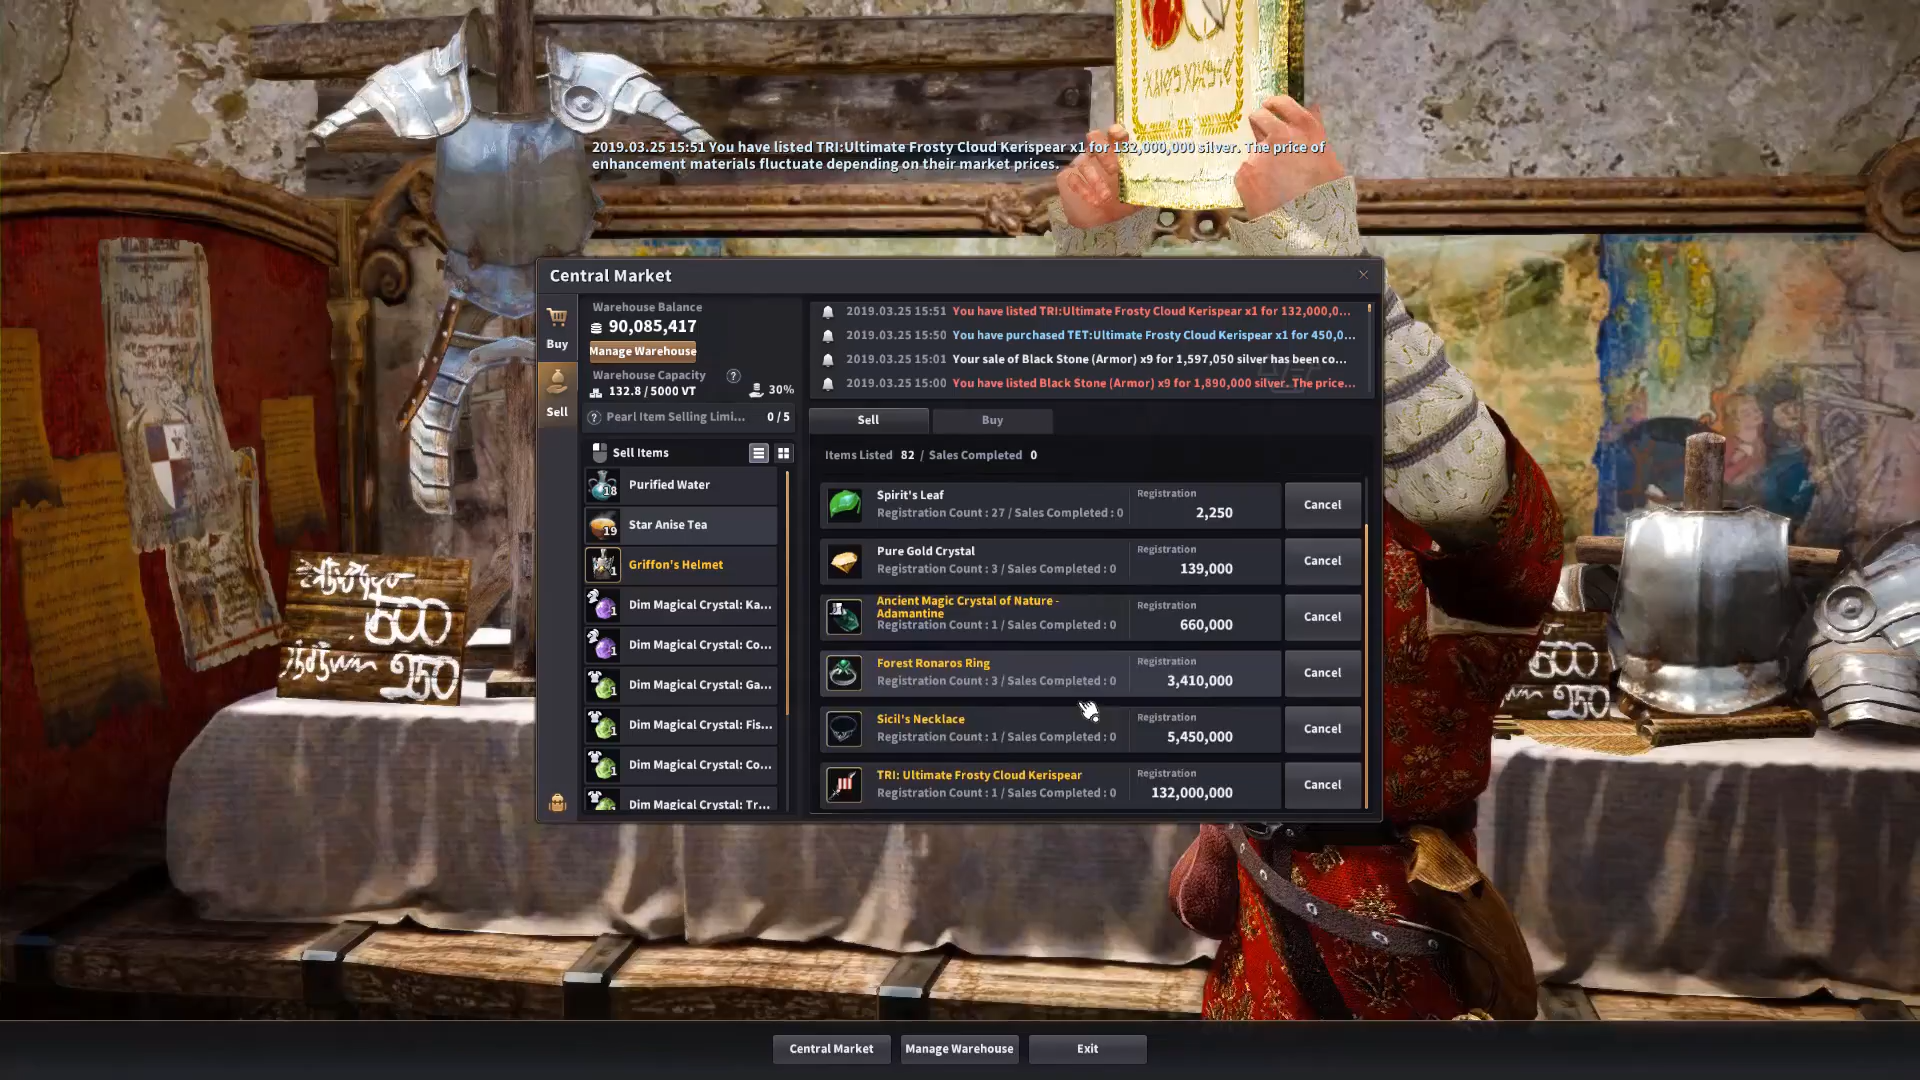 2019.03.25 15:51 You have listed TRI:Ultimate Frosty Cloud Kerispear x1 for 132,000,000 silver. The price of
enhancement materials fluctuate depending on their market prices.
Central Market
Buy
Sell
Warehouse Balance
90,085,417
Manage Warehouse
Warehouse Capacity
132.8 / 5000 VT
30%
Pearl Item Selling Limi... 0 / 5
Sell Items
18 Purified Water
19 Star Anise Tea
1 Griffon's Helmet
1 Dim Magical Crystal: Ka...
1 Dim Magical Crystal: Co...
1 Dim Magical Crystal: Ga...
1 Dim Magical Crystal: Fis...
1 Dim Magical Crystal: Co...
Dim Magical Crystal: Tr...
2019.03.25 15:51 You have listed TRI:Ultimate Frosty Cloud Kerispear x1 for 132,000,0...
2019.03.25 15:50 You have purchased TET:Ultimate Frosty Cloud Kerispear x1 for 450,0...
2019.03.25 15:01 Your sale of Black Stone (Armor) x9 for 1,597,050 silver has been co...
2019.03.25 15:00 You have listed Black Stone (Armor) x9 for 1,890,000 silver. The price...
Sell Buy
Items Listed 82 / Sales Completed 0
Spirit's Leaf
Registration Count : 27 / Sales Completed : 0
Registration
2,250
Cancel
Pure Gold Crystal
Registration Count : 3 / Sales Completed : 0
Registration
139,000
Cancel
Ancient Magic Crystal of Nature -
Adamantine
Registration Count : 1 / Sales Completed : 0
Registration
660,000
Cancel
Forest Ronaros Ring
Registration Count : 3 / Sales Completed : 0
Registration
3,410,000
Cancel
Sicil's Necklace
Registration Count : 1 / Sales Completed : 0
Registration
5,450,000
Cancel
TRI: Ultimate Frosty Cloud Kerispear
Registration Count : 1 / Sales Completed : 0
Registration
132,000,000
Cancel
Central Market Manage Warehouse Exit